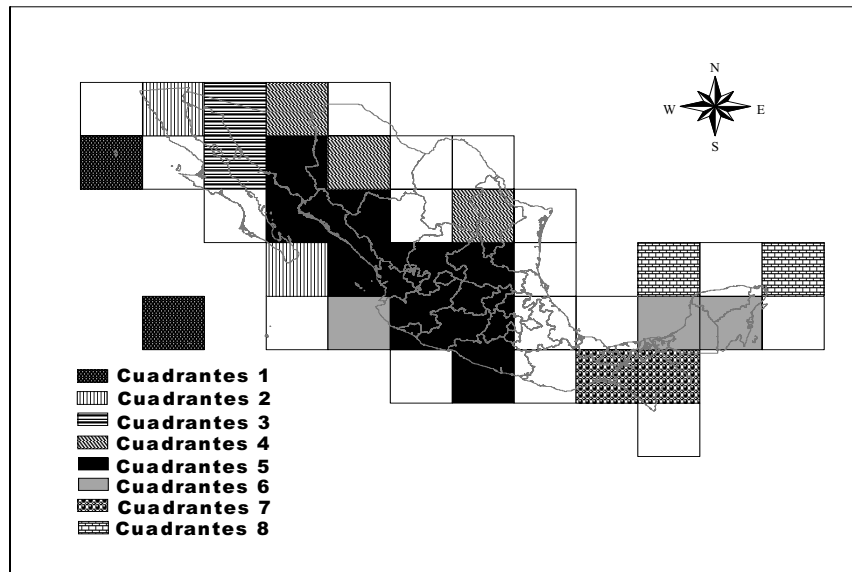 N
W E
S
Cuadrantes 1
Cuadrantes 2
Cuadrantes 3
Cuadrantes 4
Cuadrantes 5
Cuadrantes 6
Cuadrantes 7
Cuadrantes 8